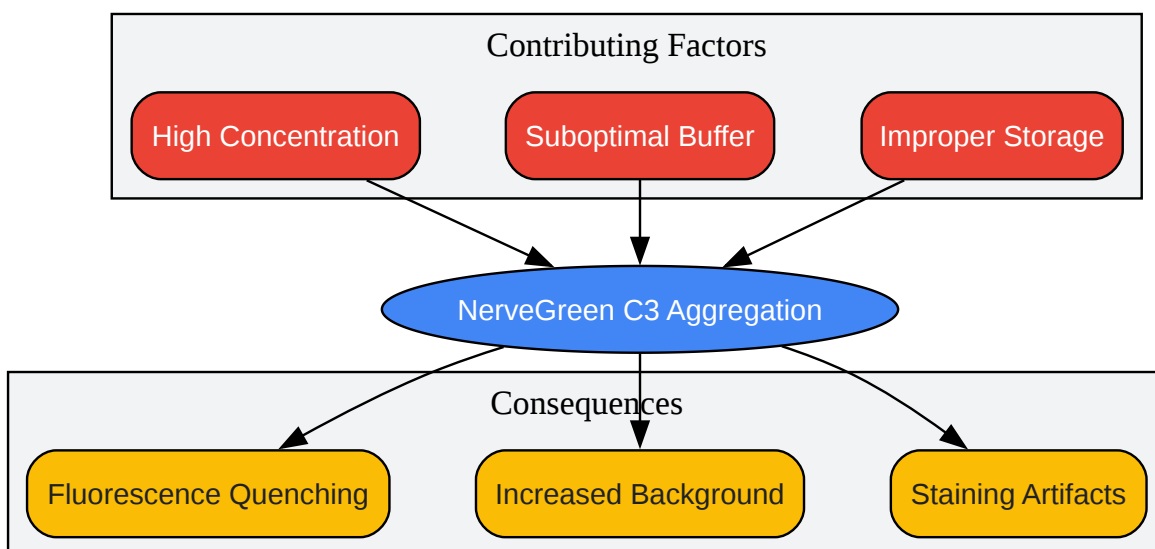 Contributing Factors
High Concentration
Suboptimal Buffer
Improper Storage
NerveGreen C3 Aggregation
Consequences
Fluorescence Quenching
Increased Background
Staining Artifacts